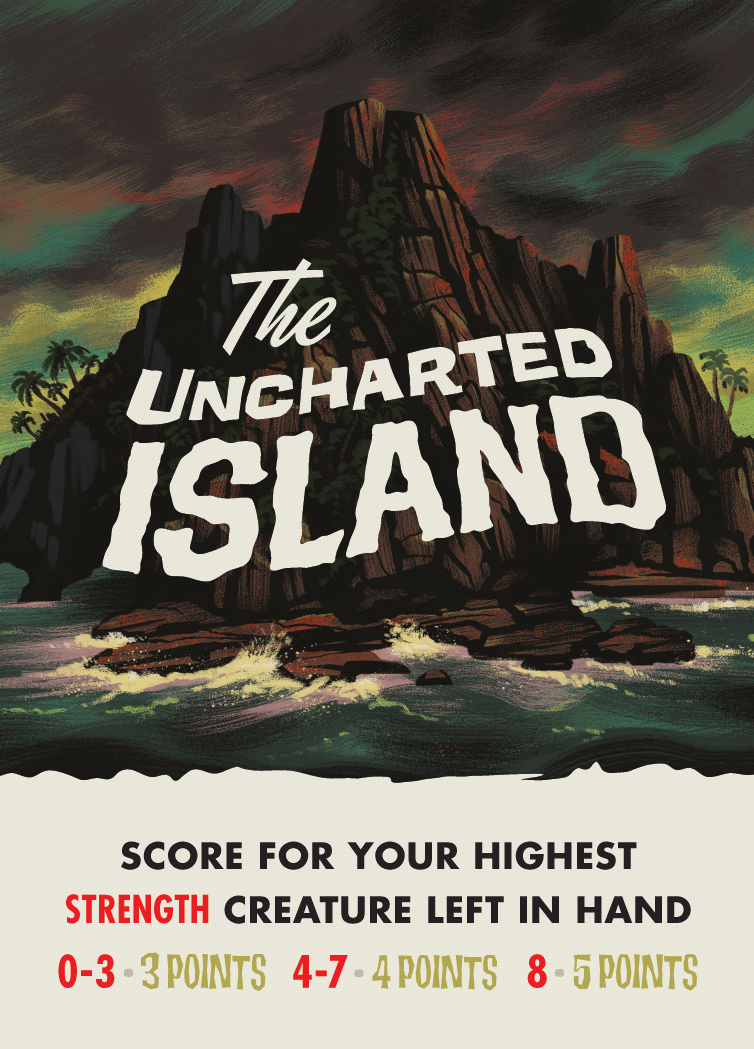 The
UNCHARTED
ISLAND
SCORE FOR YOUR HIGHEST
STRENGTH CREATURE LEFT IN HAND
0-3 • 3 POINTS 4-7 • 4 POINTS 8 • 5 POINTS